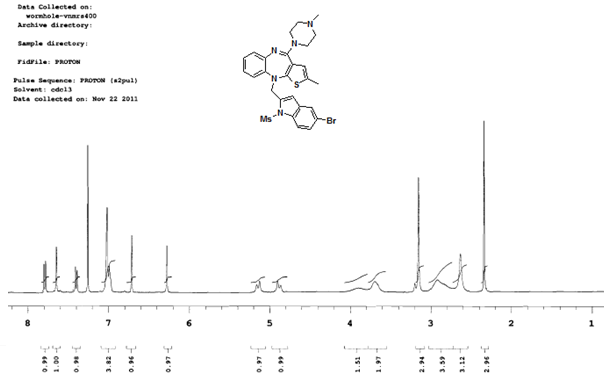 Data Collected on:
wormhole-vnmrs400
Archive directory:
Sample directory:
FidFile: PROTON
Pulse Sequence: PROTON (s2pul)
Solvent: cdcl3
Data collected on: Nov 22 2011
N
N
N
N
S
N
Ms
Br
8 7 6 5 4 3 2 1
0.99 1.00 0.98 3.82 0.96 0.97 0.97 0.99 1.51 1.97 2.94 3.59 3.12 2.96